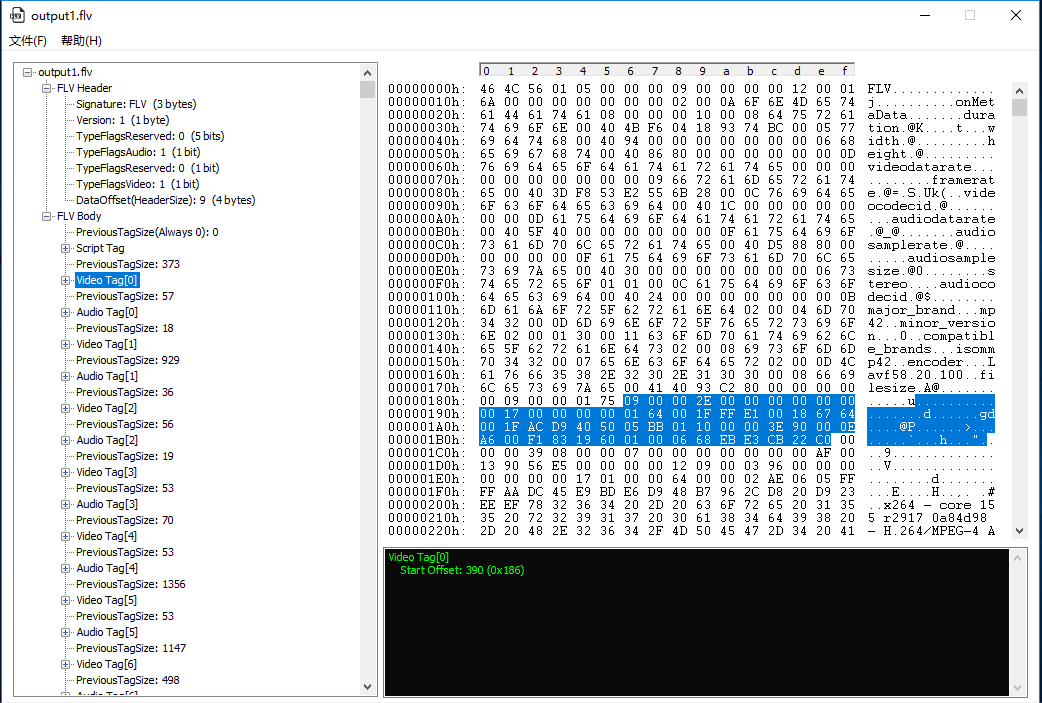 output1.flv
文件(F) 帮助(H)
output1.flv
FLV Header
Signature: FLV (3 bytes)
Version: 1 (1 byte)
TypeFlagsReserved: 0 (5 bits)
TypeFlagsAudio: 1 (1 bit)
TypeFlagsReserved: 0 (1 bit)
TypeFlagsVideo: 1 (1 bit)
DataOffset(HeaderSize): 9 (4 bytes)
FLV Body
PreviousTagSize(Always 0): 0
Script Tag
PreviousTagSize: 373
Video Tag[0]
PreviousTagSize: 57
Audio Tag[0]
PreviousTagSize: 18
Video Tag[1]
PreviousTagSize: 929
Audio Tag[1]
PreviousTagSize: 36
Video Tag[2]
PreviousTagSize: 56
Audio Tag[2]
PreviousTagSize: 19
Video Tag[3]
PreviousTagSize: 53
Audio Tag[3]
PreviousTagSize: 70
Video Tag[4]
PreviousTagSize: 53
Audio Tag[4]
PreviousTagSize: 1356
Video Tag[5]
PreviousTagSize: 53
Audio Tag[5]
PreviousTagSize: 1147
Video Tag[6]
PreviousTagSize: 498
0 1 2 3 4 5 6 7 8 9 a b c d e f
00000000h: 46 4C 56 01 05 00 00 00 09 00 00 00 00 12 00 01 FLV.............
00000010h: 6A 00 00 00 00 00 00 00 02 00 0A 6F 6E 4D 65 74 j..........onMet
00000020h: 61 44 61 74 61 08 00 00 00 10 00 08 64 75 72 61 aData.......dura
00000030h: 74 69 6F 6E 00 40 4B F6 04 18 93 74 BC 00 05 77 tion.@K....t...w
00000040h: 69 64 74 68 00 40 94 00 00 00 00 00 00 00 06 68 idth.@.........h
00000050h: 65 69 67 68 74 00 40 86 80 00 00 00 00 00 00 0D eight.@.........
00000060h: 76 69 64 65 6F 64 61 74 61 72 61 74 65 00 00 00 videodatarate...
00000070h: 00 00 00 00 00 00 00 09 66 72 61 6D 65 72 61 74 ........framerat
00000080h: 65 00 40 3D F8 53 E2 55 6B 28 00 0C 76 69 64 65 e.@=.S.Uk(..vide
00000090h: 6F 63 6F 64 65 63 69 64 00 40 1C 00 00 00 00 00 ocodecid.@......
000000A0h: 00 00 0D 61 75 64 69 6F 64 61 74 61 72 61 74 65 ...audiodatarate
000000B0h: 00 40 5F 40 00 00 00 00 00 00 0F 61 75 64 69 6F .@_@.......audio
000000C0h: 73 61 6D 70 6C 65 72 61 74 65 00 40 D5 88 80 00 samplerate.@....
000000D0h: 00 00 00 00 0F 61 75 64 69 6F 73 61 6D 70 6C 65 .....audiosample
000000E0h: 73 69 7A 65 00 40 30 00 00 00 00 00 00 00 06 73 size.@0........s
000000F0h: 74 65 72 65 6F 01 01 00 0C 61 75 64 69 6F 63 6F tereo....audioco
00000100h: 64 65 63 69 64 00 40 24 00 00 00 00 00 00 00 0B decid.@$........
00000110h: 6D 61 6A 6F 72 5F 62 72 61 6E 64 02 00 04 6D 70 major_brand...mp
00000120h: 34 32 00 0D 6D 69 6E 6F 72 5F 76 65 72 73 69 6F 42..minor_versio
00000130h: 6E 02 00 01 30 00 11 63 6F 6D 70 61 74 69 62 6C n...0..compatibl
00000140h: 65 5F 62 72 61 6E 64 73 02 00 08 69 73 6F 6D 6D e_brands...isomm
00000150h: 70 34 32 00 07 65 6E 63 6F 64 65 72 02 00 0D 4C p42..encoder...L
00000160h: 61 76 66 35 38 2E 32 30 2E 31 30 30 00 08 66 69 avf58.20.100..fi
00000170h: 6C 65 73 69 7A 65 00 41 40 93 C2 80 00 00 00 00 lesize.A@.......
00000180h: 00 09 00 00 01 75 09 00 00 2E 00 00 00 00 00 00 .....u..........
00000190h: 00 17 00 00 00 00 01 64 00 1F FF E1 00 18 67 64 .......d......gd
000001A0h: 00 1F AC D9 40 50 05 BB 01 10 00 00 3E 90 00 0E ....@P......>...
000001B0h: A6 00 F1 83 19 60 01 00 06 68 EB E3 CB 22 C0 00 .....`...h..."..
000001C0h: 00 00 39 08 00 00 07 00 00 00 00 00 00 00 AF 00 ..9.............
000001D0h: 13 90 56 E5 00 00 00 00 12 09 00 03 96 00 00 00 ..V.............
000001E0h: 00 00 00 00 17 01 00 00 64 00 00 02 AE 06 05 FF ........d.......
000001F0h: FF AA DC 45 E9 BD E6 D9 48 B7 96 2C D8 20 D9 23 ...E....H..,. .#
00000200h: EE EF 78 32 36 34 20 2D 20 63 6F 72 65 20 31 35 ..x264 - core 15
00000210h: 35 20 72 32 39 31 37 20 30 61 38 34 64 39 38 20 5 r2917 0a84d98
00000220h: 2D 20 48 2E 32 36 34 2F 4D 50 45 47 2D 34 20 41 - H.264/MPEG-4 A
Video Tag[0]
Start Offset: 390 (0x186)